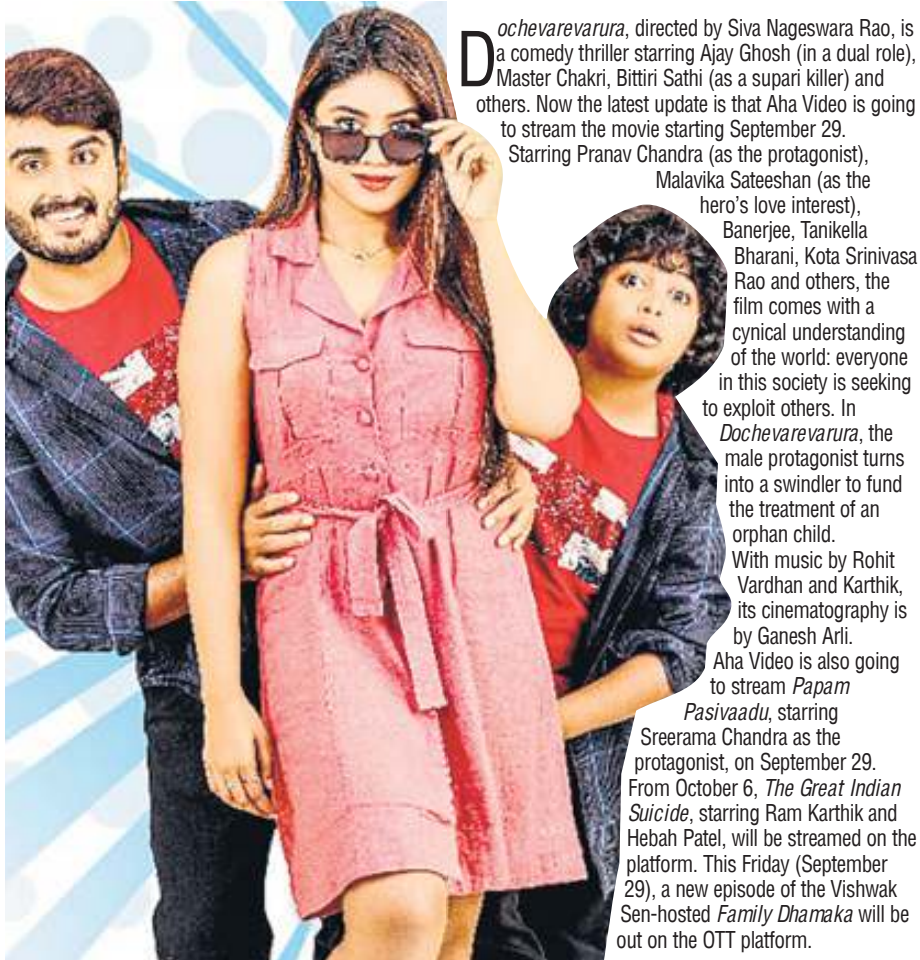 Dochevarevarura, directed by Siva Nageswara Rao, is
a comedy thriller starring Ajay Ghosh (in a dual role),
Master Chakri, Bittiri Sathi (as a supari killer) and
others. Now the latest update is that Aha Video is going
to stream the movie starting September 29.
Starring Pranav Chandra (as the protagonist),
Malavika Sateeshan (as the
hero's love interest),
Banerjee, Tanikella
Bharani, Kota Srinivasa
Rao and others, the
film comes with a
cynical understanding
of the world: everyone
in this society is seeking
to exploit others. In
Dochevarevarura, the
male protagonist turns
into a swindler to fund
the treatment of an
orphan child.
With music by Rohit
Vardhan and Karthik,
its cinematography is
by Ganesh Arli.
Aha Video is also going
to stream Papam
Pasivaadu, starring
Sreerama Chandra as the
protagonist, on September 29.
From October 6, The Great Indian
Suicide, starring Ram Karthik and
Hebah Patel, will be streamed on the
platform. This Friday (September
29), a new episode of the Vishwak
Sen-hosted Family Dhamaka will be
out on the OTT platform.